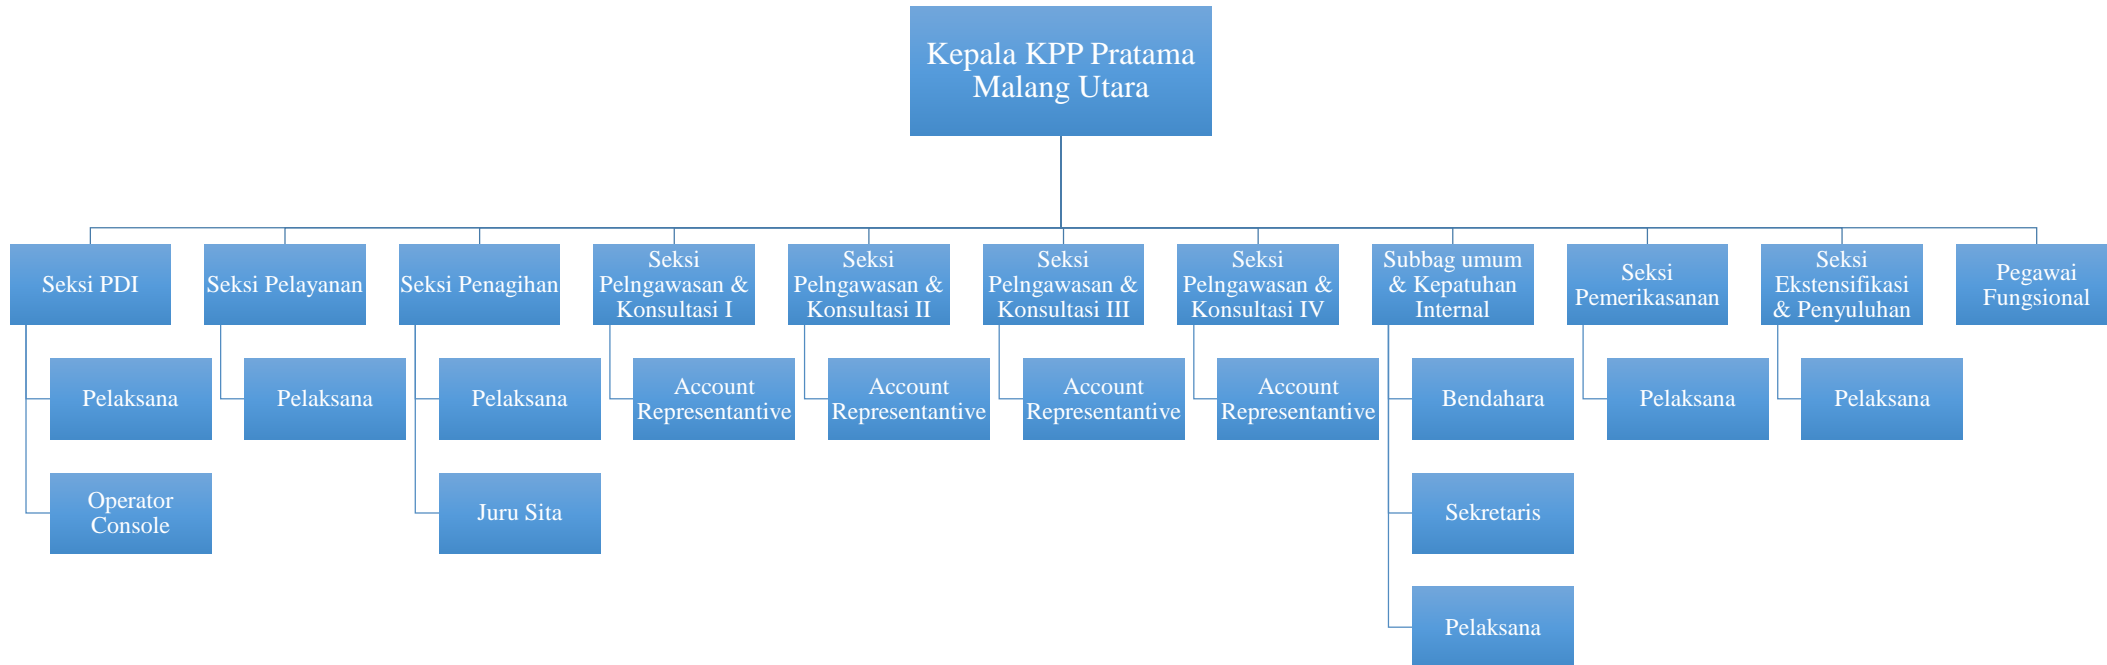 Kepala KPP Pratama
Malang Utara
Seksi PDI
Seksi Pelayanan
Seksi Penagihan
Seksi
Pelngawasan &
Konsultasi I
Seksi
Pelngawasan &
Konsultasi II
Seksi
Pelngawasan &
Konsultasi III
Seksi
Pelngawasan &
Konsultasi IV
Subbag umum
& Kepatuhan
Internal
Seksi
Pemerikasanan
Seksi
Ekstensifikasi
& Penyuluhan
Pegawai
Fungsional
Pelaksana
Pelaksana
Pelaksana
Account
Representantive
Account
Representantive
Account
Representantive
Account
Representantive
Bendahara
Pelaksana
Pelaksana
Operator
Console
Juru Sita
Sekretaris
Pelaksana